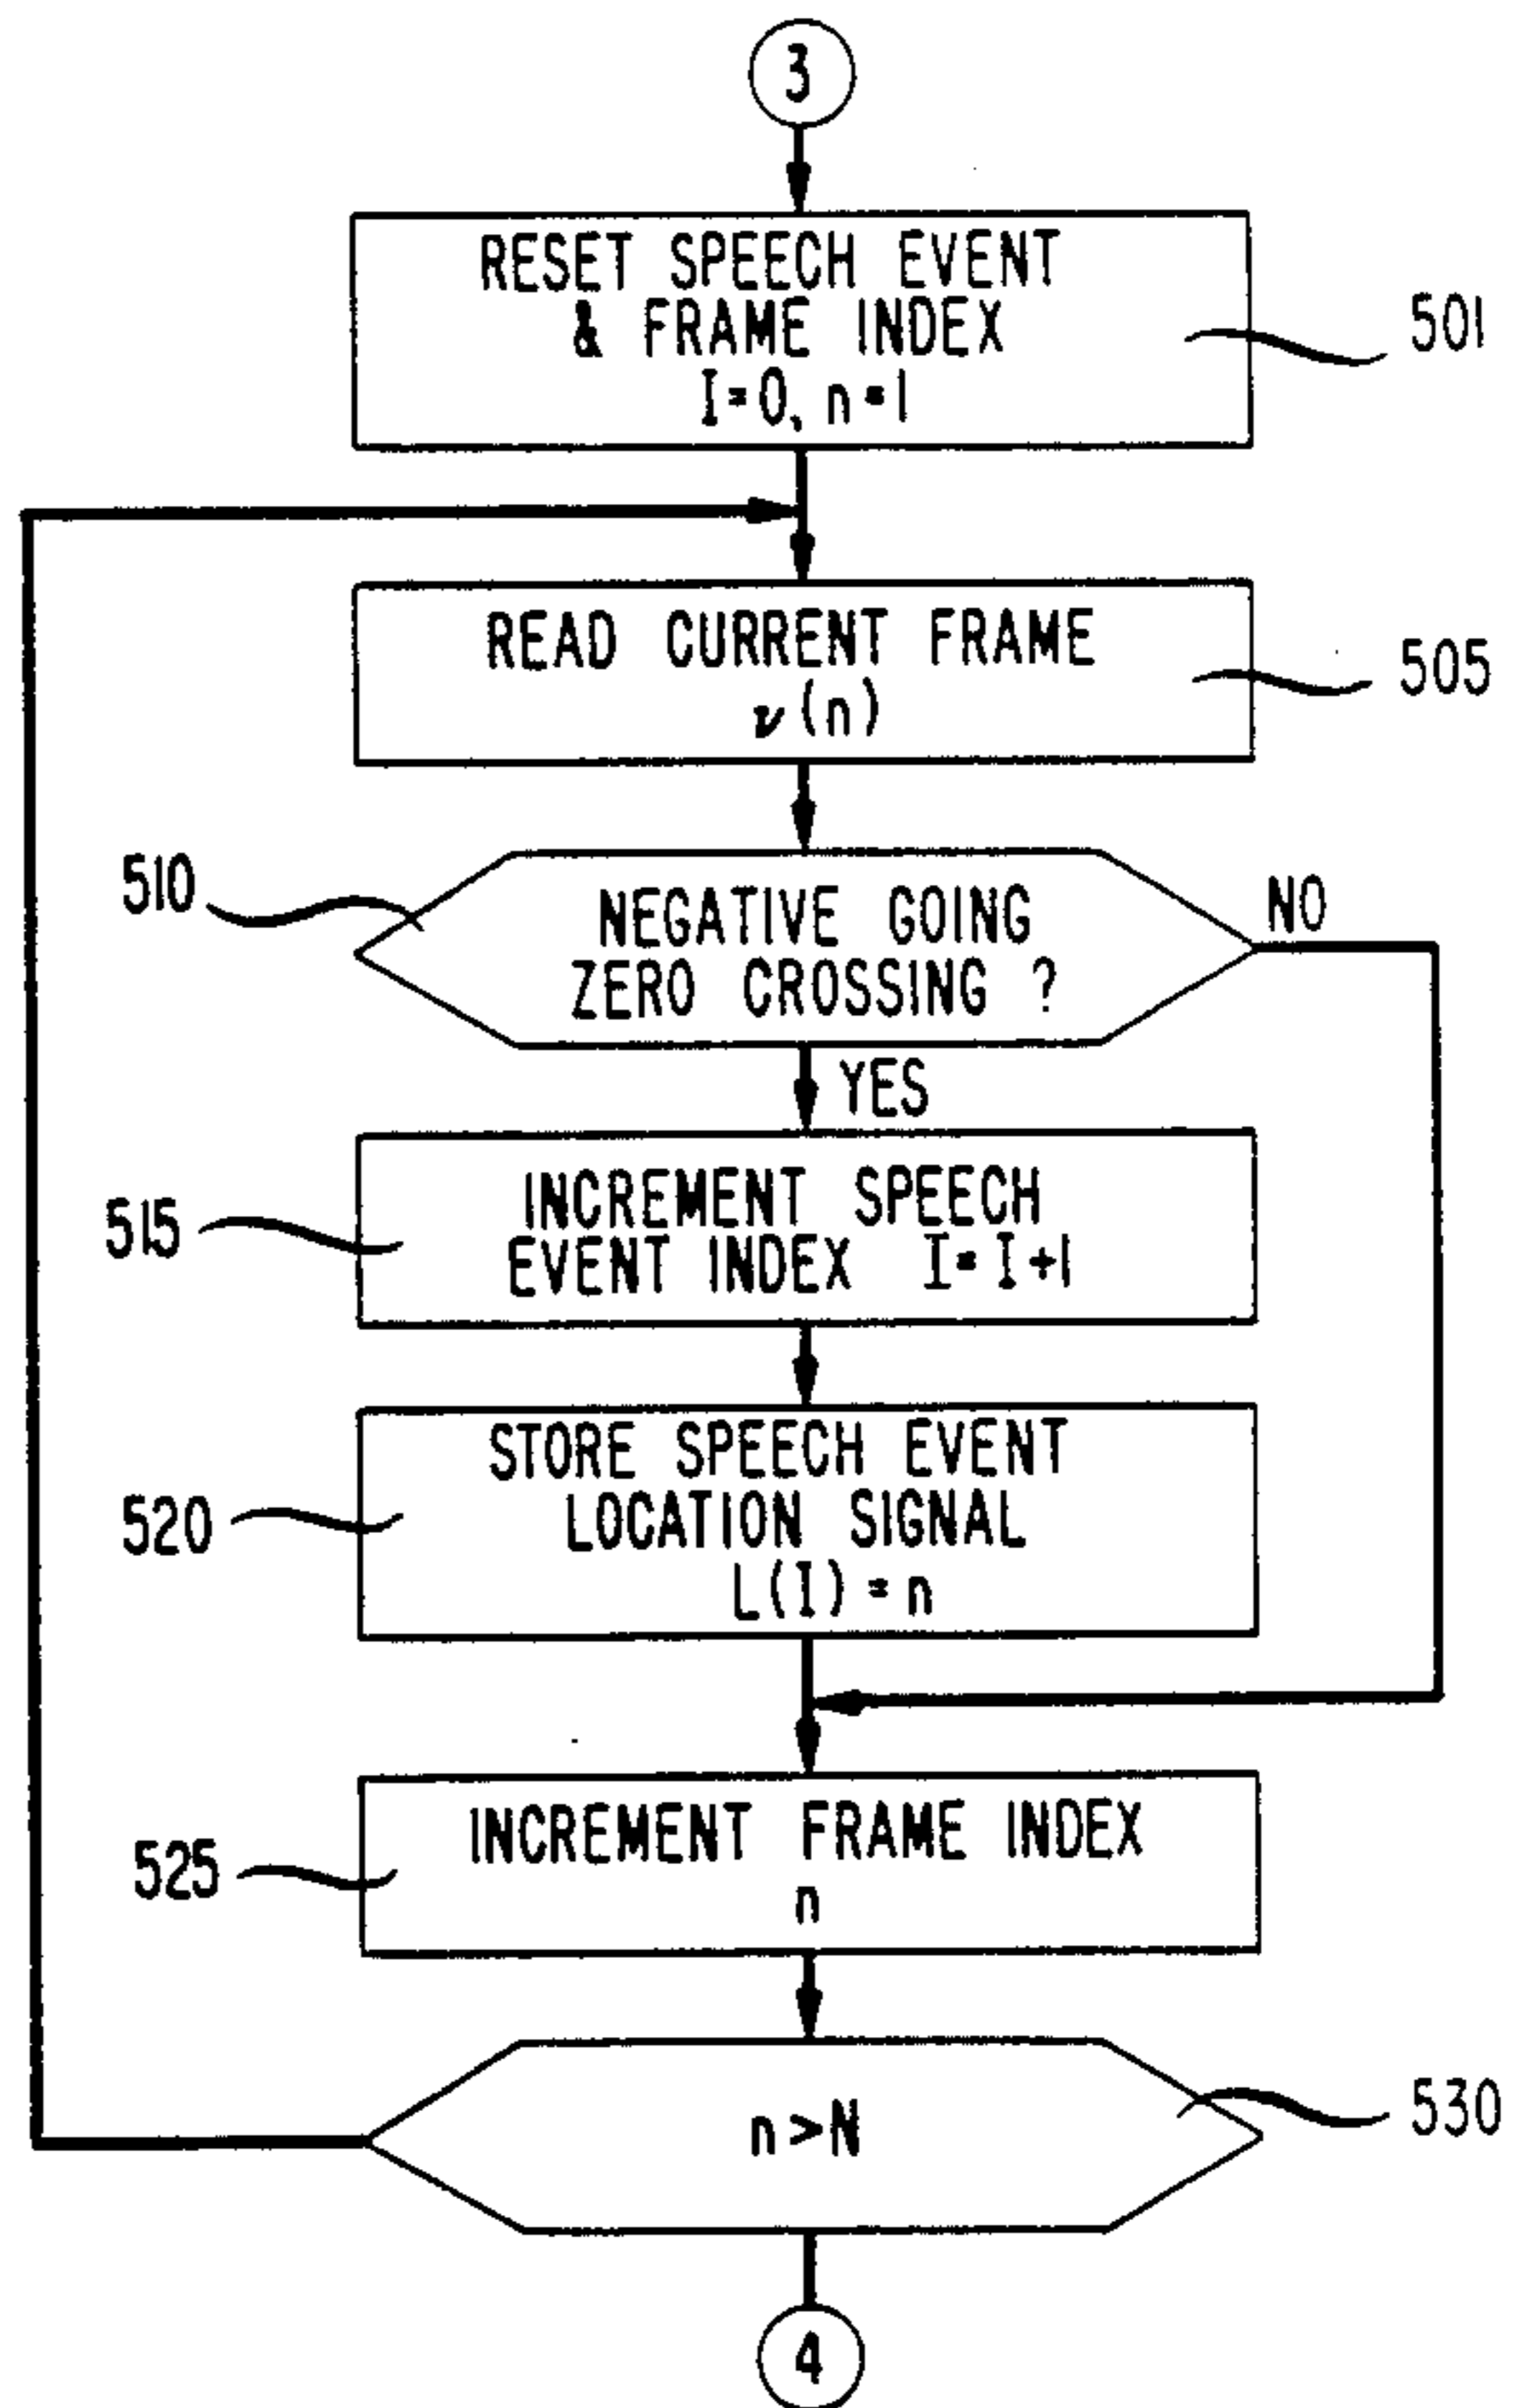 3
RESET SPEECH EVENT
& FRAME INDEX
I=0, n=1
501
READ CURRENT FRAME
ν(n)
505
510
NEGATIVE GOING
ZERO CROSSING ?
NO
YES
515
INCREMENT SPEECH
EVENT INDEX I=I+1
520
STORE SPEECH EVENT
LOCATION SIGNAL
L(I)=n
525
INCREMENT FRAME INDEX
n
n>N
530
4